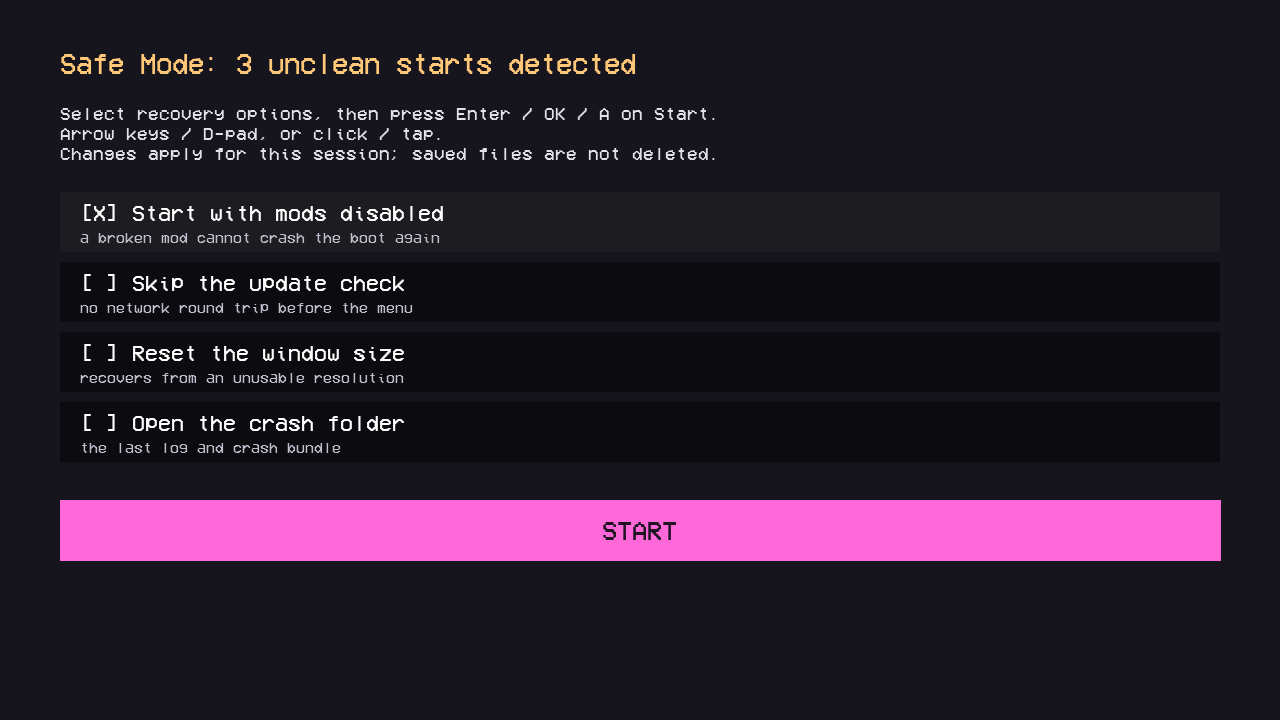 Safe Mode: 3 unclean starts detected
Select recovery options, then press Enter / OK / A on Start.
Arrow keys / D-pad, or click / tap.
Changes apply for this session; saved files are not deleted.
[X] Start with mods disabled
a broken mod cannot crash the boot again
[ ] Skip the update check
no network round trip before the menu
[ ] Reset the window size
recovers from an unusable resolution
[ ] Open the crash folder
the last log and crash bundle
START